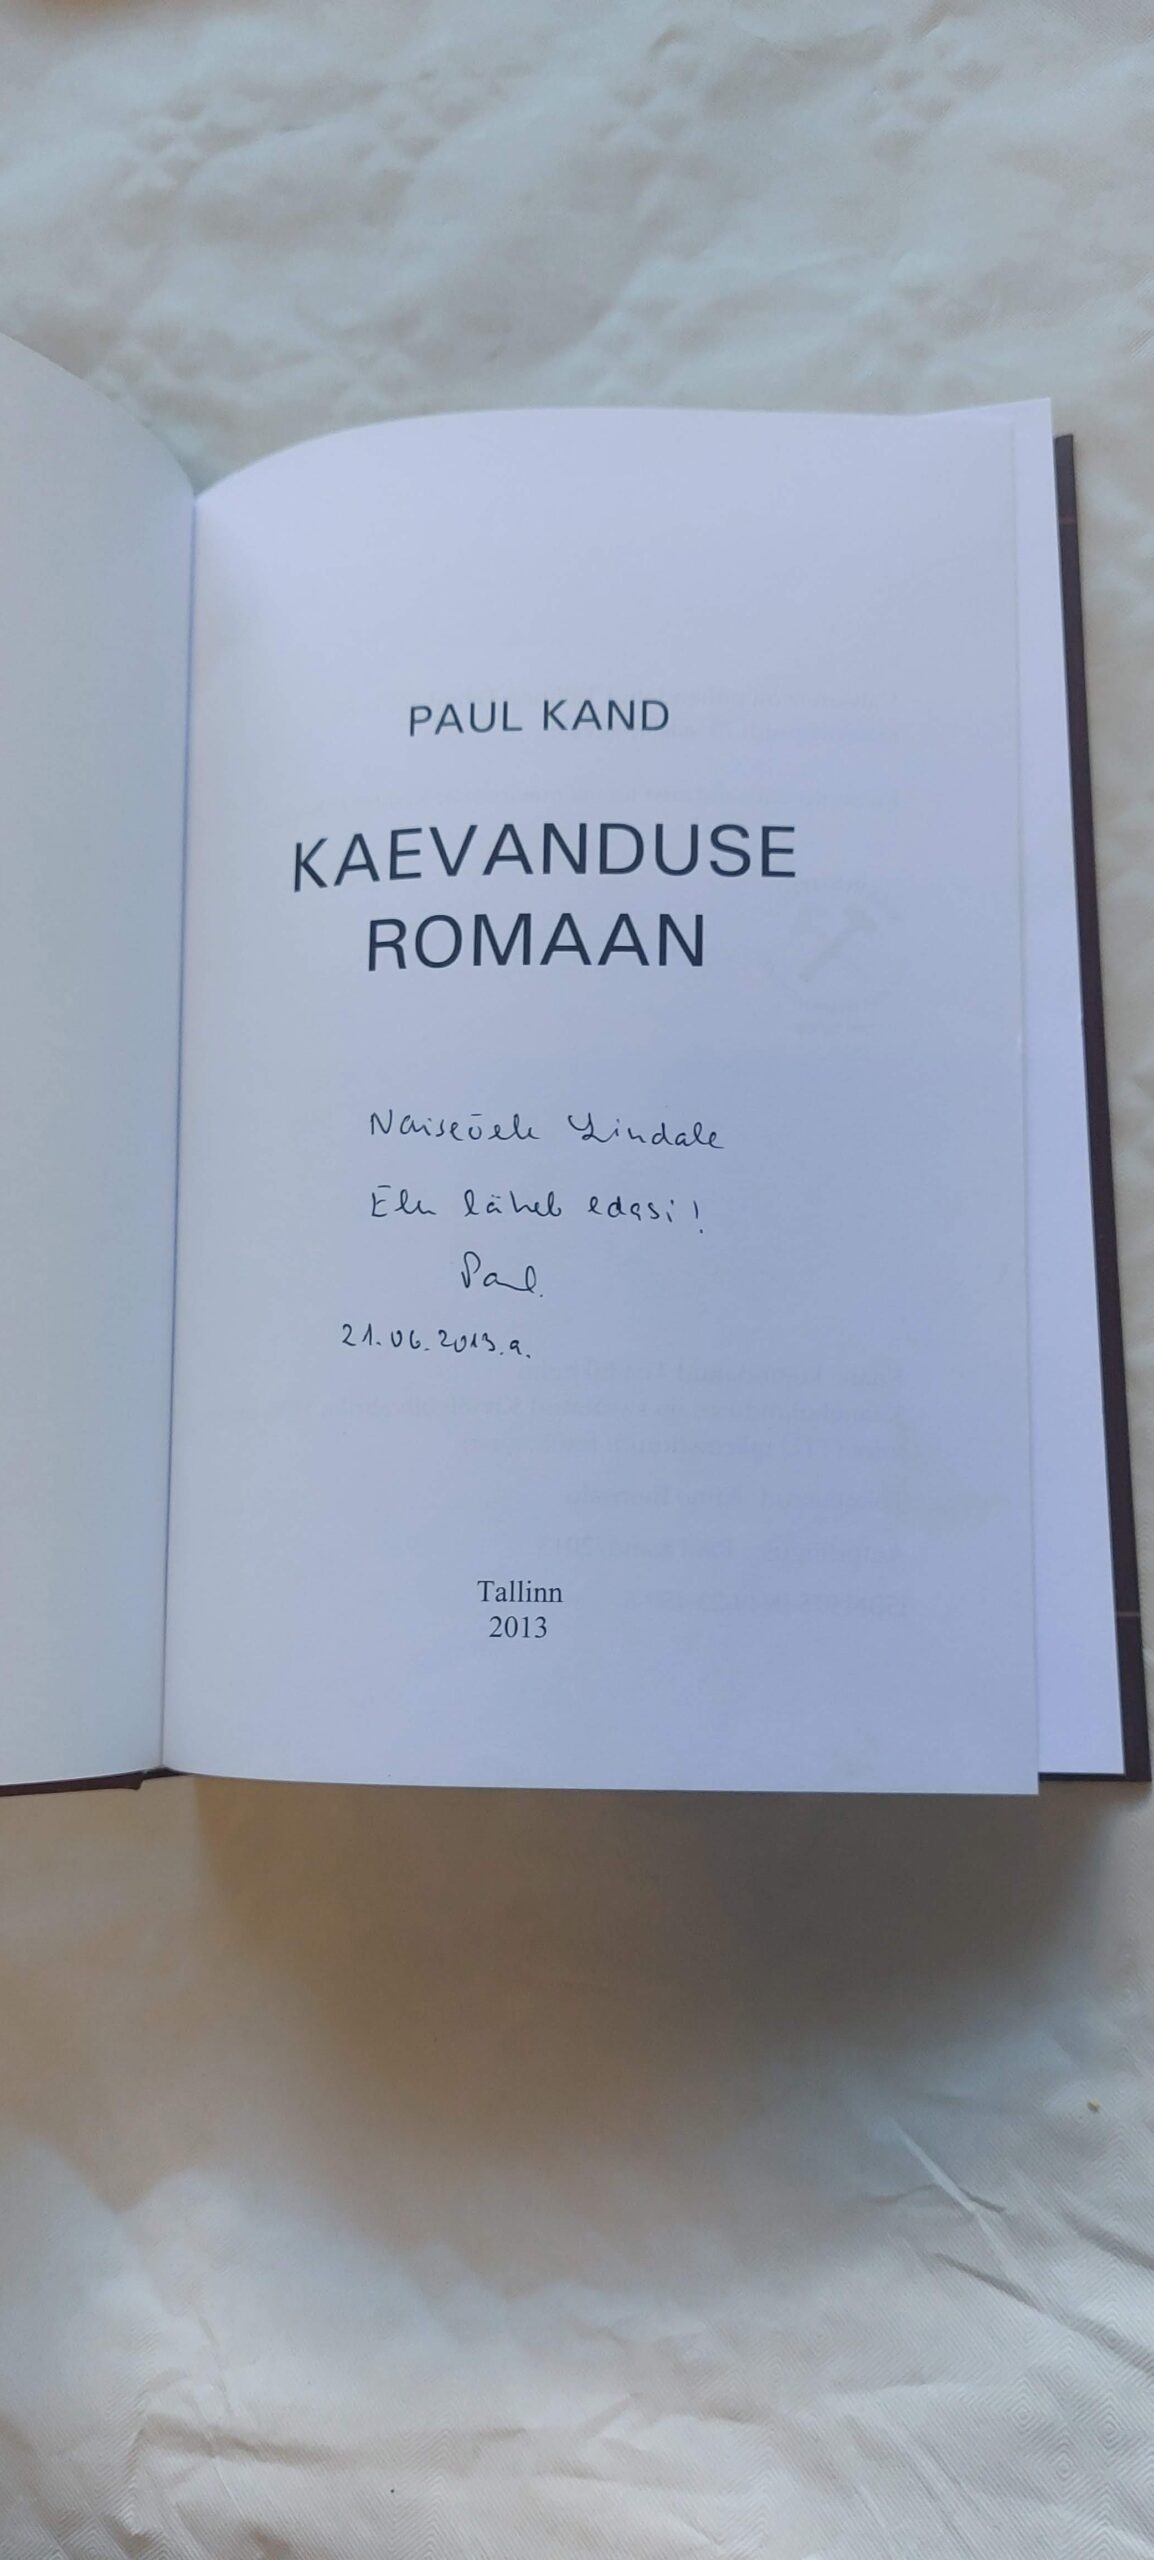 PAUL KAND
KAEVANDUSE
ROMAAN
Naiseõele Lindale
Elu läheb edasi!
Paul.
21.06.2013.a.
Tallinn
2013